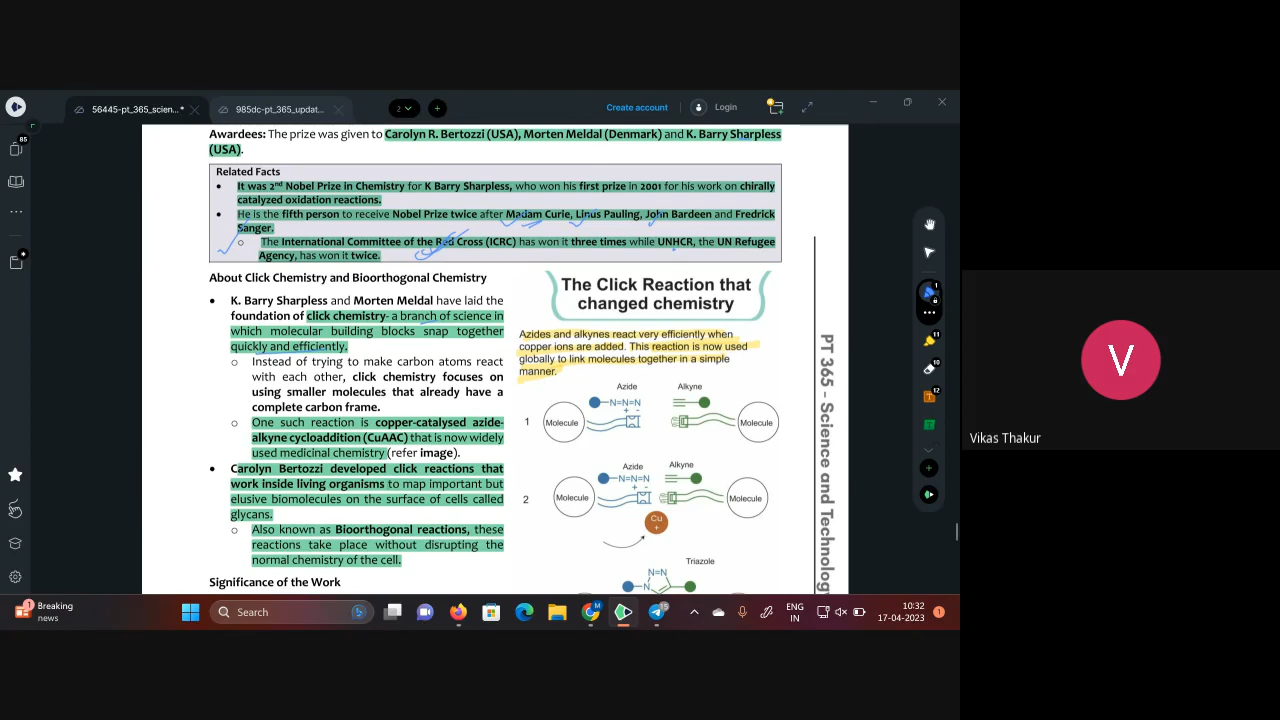 56445-pt_365_scien...*
985dc-pt_365_updat...
2
Create account
Login
85
Awardees: The prize was given to Carolyn R. Bertozzi (USA), Morten Meldal (Denmark) and K. Barry Sharpless
(USA).
Related Facts
• It was 2nd Nobel Prize in Chemistry for K Barry Sharpless, who won his first prize in 2001 for his work on chirally
catalyzed oxidation reactions.
• He is the fifth person to receive Nobel Prize twice after Madam Curie, Linus Pauling, John Bardeen and Fredrick
Sanger.
o The International Committee of the Red Cross (ICRC) has won it three times while UNHCR, the UN Refugee
Agency, has won it twice.
About Click Chemistry and Bioorthogonal Chemistry
• K. Barry Sharpless and Morten Meldal have laid the
foundation of click chemistry- a branch of science in
which molecular building blocks snap together
quickly and efficiently.
o Instead of trying to make carbon atoms react
with each other, click chemistry focuses on
using smaller molecules that already have a
complete carbon frame.
o One such reaction is copper-catalysed azide-
alkyne cycloaddition (CuAAC) that is now widely
used medicinal chemistry (refer image).
• Carolyn Bertozzi developed click reactions that
work inside living organisms to map important but
elusive biomolecules on the surface of cells called
glycans.
o Also known as Bioorthogonal reactions, these
reactions take place without disrupting the
normal chemistry of the cell.
Significance of the Work
The Click Reaction that
changed chemistry
Azides and alkynes react very efficiently when
copper ions are added. This reaction is now used
globally to link molecules together in a simple
manner.
Azide Alkyne
N=N=N
+ -
1 Molecule Molecule
Azide Alkyne
N=N=N
+ -
2 Molecule Molecule
Cu
+
Triazole
N=N
N
PT 365 - Science and Technology
1
11
10
12
T
T
V
Vikas Thakur
1
Breaking
news
Search
M
15
ENG
IN
10:32
17-04-2023
1